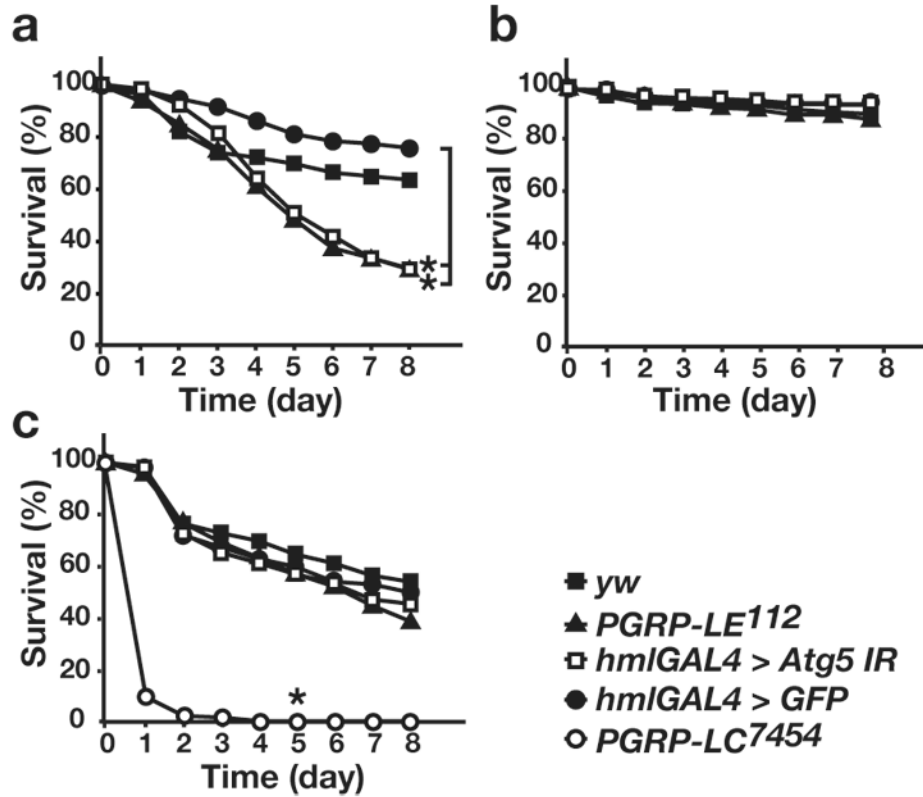 a
Survival (%)
100
80
60
40
20
0
0 1 2 3 4 5 6 7 8
Time (day)
*
*
b
Survival (%)
100
80
60
40
20
0
0 1 2 3 4 5 6 7 8
Time (day)
c
Survival (%)
100
80
60
40
20
0
0 1 2 3 4 5 6 7 8
Time (day)
*
yw
PGRP-LE112
hmlGAL4 > Atg5 IR
hmlGAL4 > GFP
PGRP-LC7454